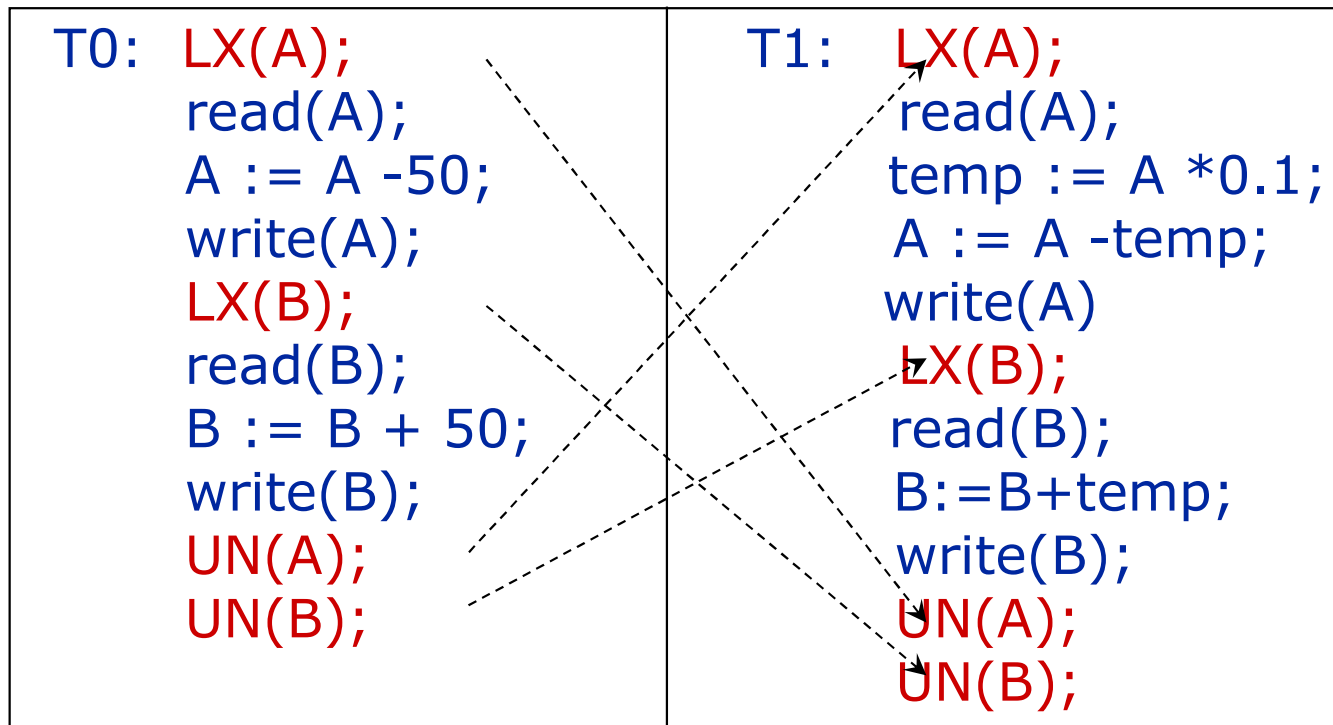 T0: LX(A);
read(A);
A := A -50;
write(A);
LX(B);
read(B);
B := B + 50;
write(B);
UN(A);
UN(B);
T1: LX(A);
read(A);
temp := A *0.1;
A := A -temp;
write(A)
LX(B);
read(B);
B:=B+temp;
write(B);
UN(A);
UN(B);